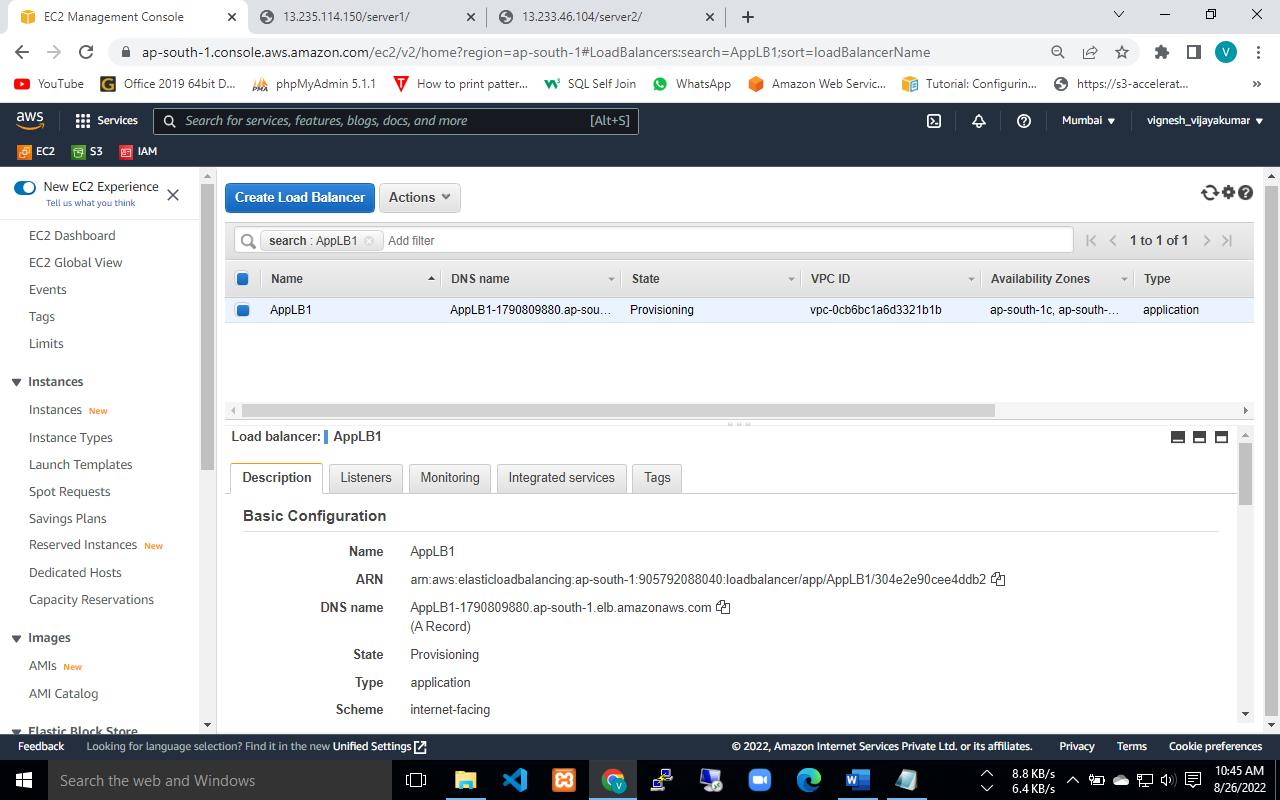 EC2 Management Console
13.235.114.150/server1/
13.233.46.104/server2/
ap-south-1.console.aws.amazon.com/ec2/v2/home?region=ap-south-1#LoadBalancers:search=AppLB1;sort=loadBalancerName
V
YouTube
Office 2019 64bit D...
phpMyAdmin 5.1.1
How to print patter...
SQL Self Join
WhatsApp
Amazon Web Servic...
Tutorial: Configurin...
https://s3-accelerat...
aws
Services
Search for services, features, blogs, docs, and more
[Alt+S]
Mumbai
vignesh_vijayakumar
EC2
S3
IAM
New EC2 Experience
Tell us what you think
EC2 Dashboard
EC2 Global View
Events
Tags
Limits
Instances
Instances New
Instance Types
Launch Templates
Spot Requests
Savings Plans
Reserved Instances New
Dedicated Hosts
Capacity Reservations
Images
AMIs New
AMI Catalog
Elastic Block Store
Create Load Balancer
Actions
search : AppLB1
Add filter
1 to 1 of 1
Name
DNS name
State
VPC ID
Availability Zones
Type
AppLB1
AppLB1-1790809880.ap-sou...
Provisioning
vpc-0cb6bc1a6d3321b1b
ap-south-1c, ap-south-...
application
Load balancer: AppLB1
Description
Listeners
Monitoring
Integrated services
Tags
Basic Configuration
Name AppLB1
ARN arn:aws:elasticloadbalancing:ap-south-1:905792088040:loadbalancer/app/AppLB1/304e2e90cee4ddb2
DNS name AppLB1-1790809880.ap-south-1.elb.amazonaws.com
(A Record)
State Provisioning
Type application
Scheme internet-facing
Feedback
Looking for language selection? Find it in the new Unified Settings
© 2022, Amazon Internet Services Private Ltd. or its affiliates.
Privacy
Terms
Cookie preferences
Search the web and Windows
8.8 KB/s
6.4 KB/s
10:45 AM
8/26/2022